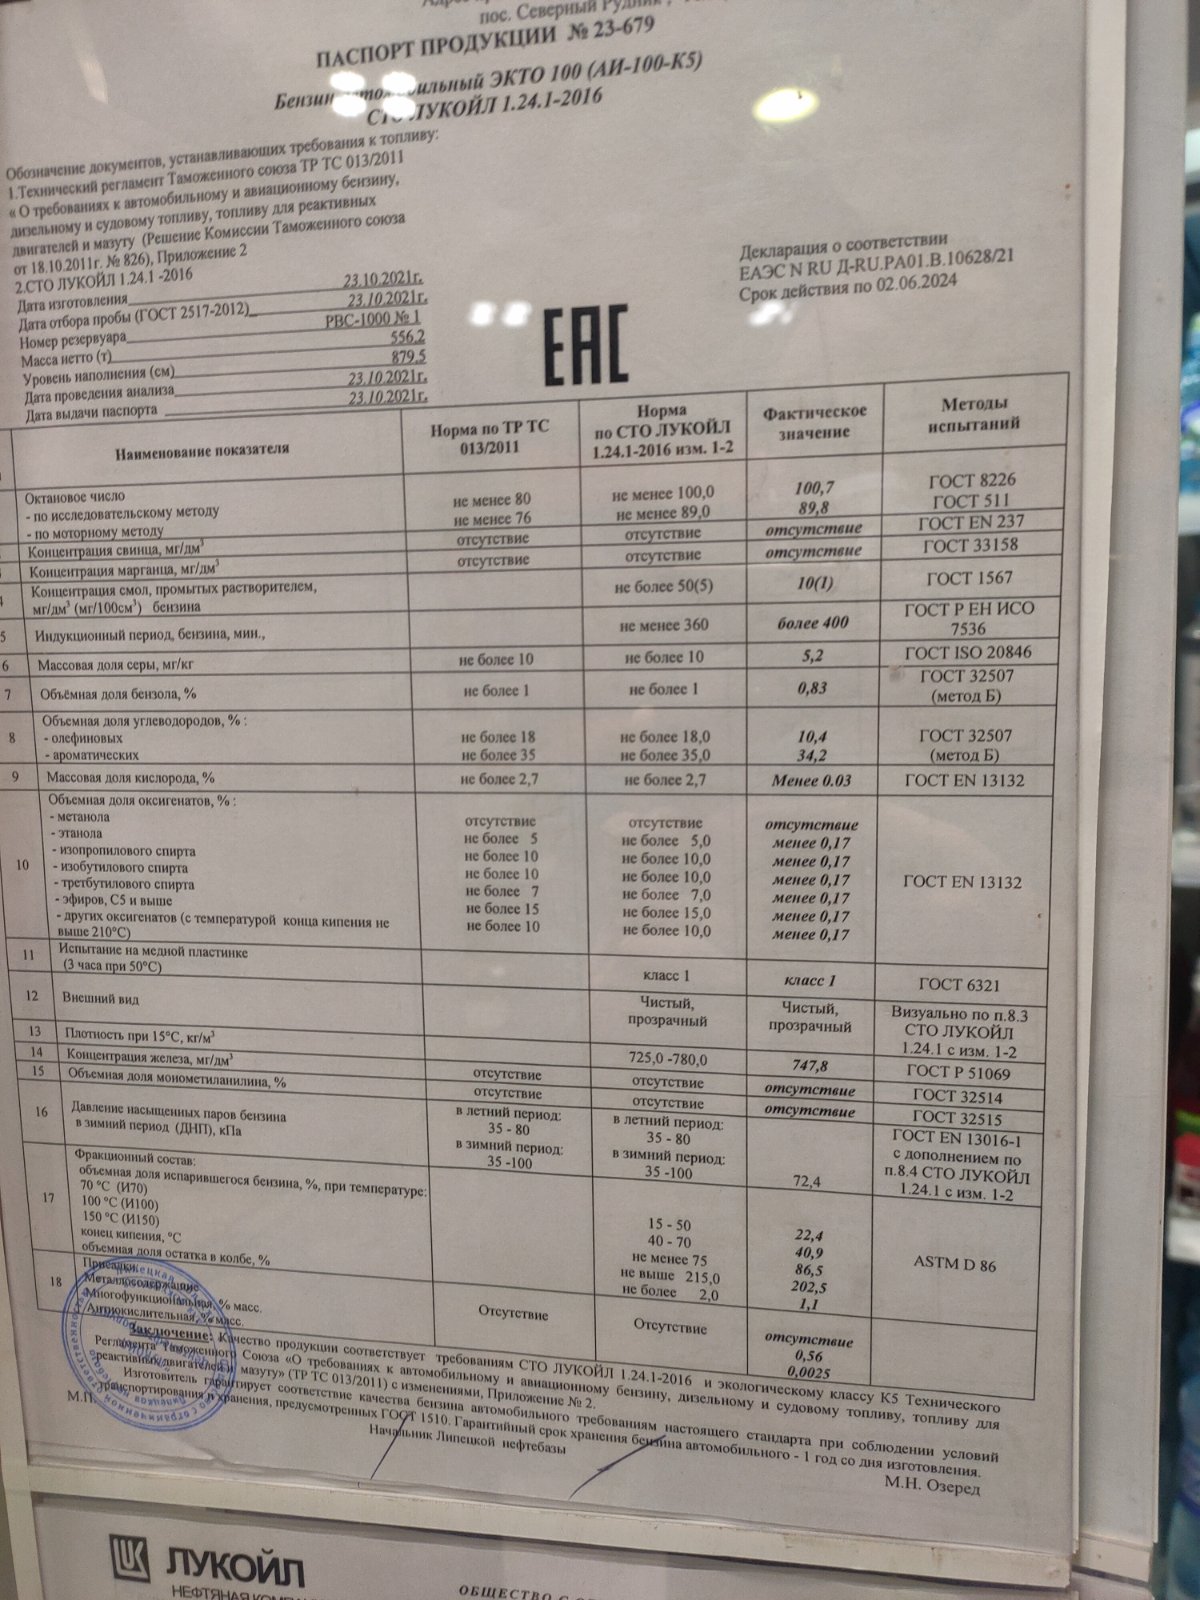 пос. Северный Рудник,
ПАСПОРТ ПРОДУКЦИИ № 23-679
Бензин автомобильный ЭКТО 100 (АИ-100-К5)
СТО ЛУКОЙЛ 1.24.1-2016
Обозначение документов, устанавливающих требования к топливу:
1.Технический регламент Таможенного союза ТР ТС 013/2011
« О требованиях к автомобильному и авиационному бензину,
дизельному и судовому топливу, топливу для реактивных
двигателей и мазуту (Решение Комиссии Таможенного союза
от 18.10.2011г. № 826), Приложение 2
2.СТО ЛУКОЙЛ 1.24.1 -2016
Дата изготовления 23.10.2021г.
Дата отбора пробы (ГОСТ 2517-2012) 23.10.2021г.
Номер резервуара РВС-1000 № 1
Масса нетто (т) 556,2
Уровень наполнения (см) 879,5
Дата проведения анализа 23.10.2021г.
Дата выдачи паспорта 23.10.2021г.
Декларация о соответствии
ЕАЭС N RU Д-RU.РА01.В.10628/21
Срок действия по 02.06.2024
EAC
Наименование показателя Норма по ТР ТС 013/2011 Норма по СТО ЛУКОЙЛ 1.24.1-2016 изм. 1-2 Фактическое значение Методы испытаний
Октановое число
- по исследовательскому методу не менее 80 не менее 100,0 100,7 ГОСТ 8226
- по моторному методу не менее 76 не менее 89,0 89,8 ГОСТ 511
Концентрация свинца, мг/дм³ отсутствие отсутствие отсутствие ГОСТ EN 237
Концентрация марганца, мг/дм³ отсутствие отсутствие отсутствие ГОСТ 33158
4 Концентрация смол, промытых растворителем,
мг/дм³ (мг/100см³) бензина не более 50(5) 10(1) ГОСТ 1567
5 Индукционный период, бензина, мин., не менее 360 более 400 ГОСТ Р ЕН ИСО 7536
6 Массовая доля серы, мг/кг не более 10 не более 10 5,2 ГОСТ ISO 20846
7 Объёмная доля бензола, % не более 1 не более 1 0,83 ГОСТ 32507 (метод Б)
8 Объемная доля углеводородов, % :
- олефиновых не более 18 не более 18,0 10,4 ГОСТ 32507
- ароматических не более 35 не более 35,0 34,2 (метод Б)
9 Массовая доля кислорода, % не более 2,7 не более 2,7 Менее 0.03 ГОСТ EN 13132
10 Объемная доля оксигенатов, % :
- метанола отсутствие отсутствие отсутствие
- этанола не более 5 не более 5,0 менее 0,17
- изопропилового спирта не более 10 не более 10,0 менее 0,17
- изобутилового спирта не более 10 не более 10,0 менее 0,17 ГОСТ EN 13132
- третбутилового спирта не более 7 не более 7,0 менее 0,17
- эфиров, С5 и выше не более 15 не более 15,0 менее 0,17
- других оксигенатов (с температурой конца кипения не не более 10 не более 10,0 менее 0,17
выше 210°С)
11 Испытание на медной пластинке
(3 часа при 50°С) класс 1 класс 1 ГОСТ 6321
12 Внешний вид Чистый, прозрачный Чистый, прозрачный Визуально по п.8.3 СТО ЛУКОЙЛ 1.24.1 с изм. 1-2
13 Плотность при 15°С, кг/м³ 725,0 -780,0 747,8 ГОСТ Р 51069
14 Концентрация железа, мг/дм³ отсутствие отсутствие отсутствие ГОСТ 32514
15 Объемная доля монометиланилина, % отсутствие отсутствие отсутствие ГОСТ 32515
16 Давление насыщенных паров бензина
в зимний период (ДНП), кПа
в летний период: 35 - 80 в зимний период: 35 -100
в летний период: 35 - 80 в зимний период: 35 -100
72,4
ГОСТ EN 13016-1 с дополнением по п.8.4 СТО ЛУКОЙЛ 1.24.1 с изм. 1-2
17 Фракционный состав:
объемная доля испарившегося бензина, %, при температуре:
70 °С (И70) 15 - 50 22,4
100 °С (И100) 40 - 70 40,9
150 °С (И150) не менее 75 86,5 ASTM D 86
конец кипения, °С не выше 215,0 202,5
объемная доля остатка в колбе, % не более 2,0 1,1
18 Присадки:
Металлосодержащие Отсутствие Отсутствие отсутствие
Многофункциональная, % масс. 0,56
Антиокислительная, % масс. 0,0025
Заключение: Качество продукции соответствует требованиям СТО ЛУКОЙЛ 1.24.1-2016 и экологическому классу К5 Технического
Регламента Таможенного Союза «О требованиях к автомобильному и авиационному бензину, дизельному и судовому топливу, топливу для
реактивных двигателей и мазуту» (ТР ТС 013/2011) с изменениями, Приложение № 2.
Изготовитель гарантирует соответствие качества бензина автомобильного требованиям настоящего стандарта при соблюдении условий
транспортирования и хранения, предусмотренных ГОСТ 1510. Гарантийный срок хранения бензина автомобильного - 1 год со дня изготовления.
М.П.
Начальник Липецкой нефтебазы
М.Н. Озеред
ЛУКОЙЛ
НЕФТЯНАЯ
ОБЩЕСТВО С